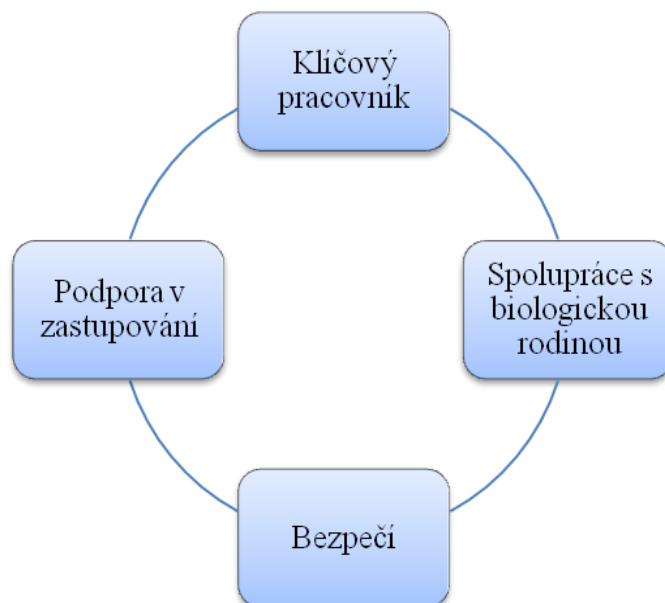 Klíčový
pracovník
Podpora v
zastupování
Spolupráce s
biologickou
rodinou
Bezpečí